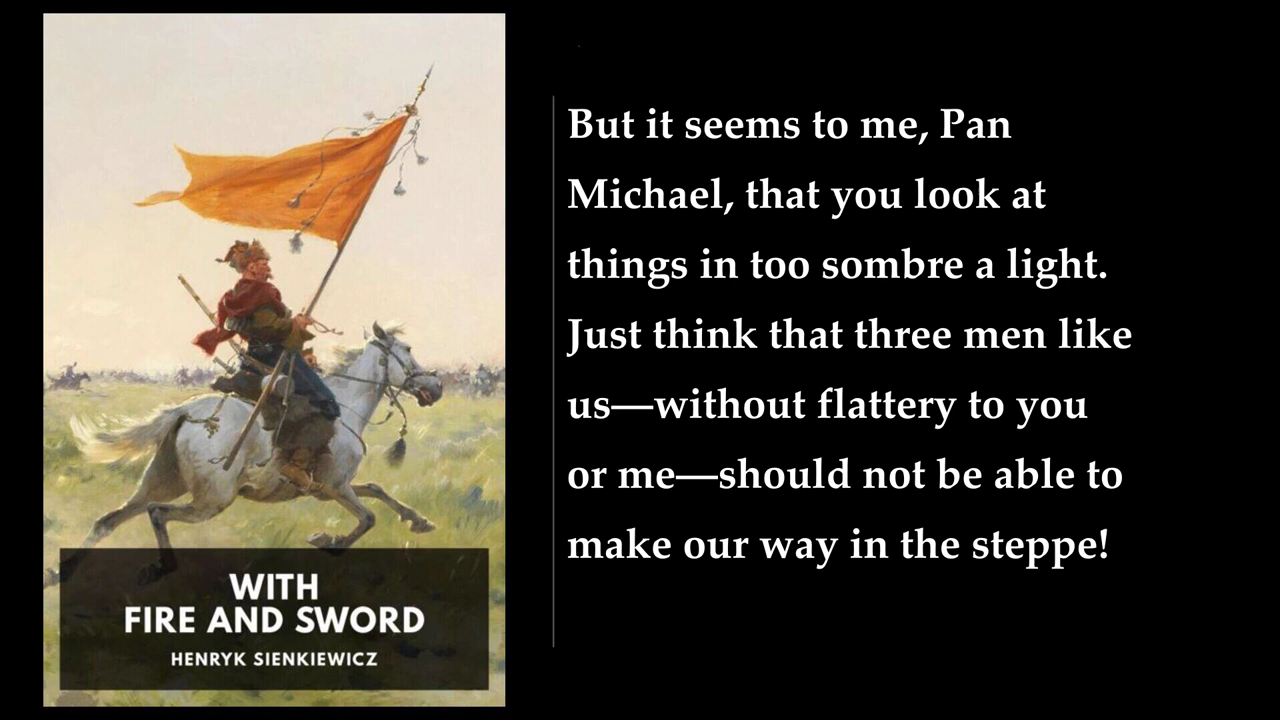 WITH
FIRE AND SWORD
HENRYK SIENKIEWICZ
But it seems to me, Pan
Michael, that you look at
things in too sombre a light.
Just think that three men like
us—without flattery to you
or me—should not be able to
make our way in the steppe!